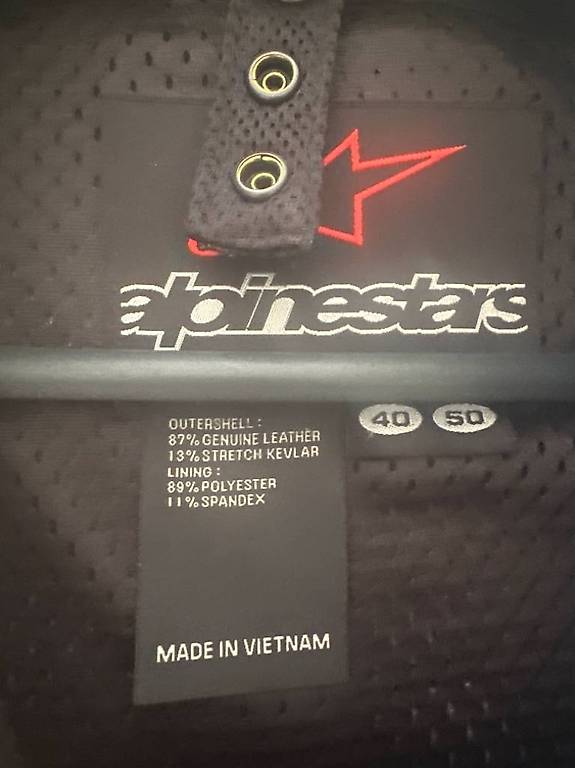 alpinestars
40 50
OUTERSHELL :
87% GENUINE LEATHER
13% STRETCH KEVLAR
LINING :
89% POLYESTER
11% SPANDEX
MADE IN VIETNAM